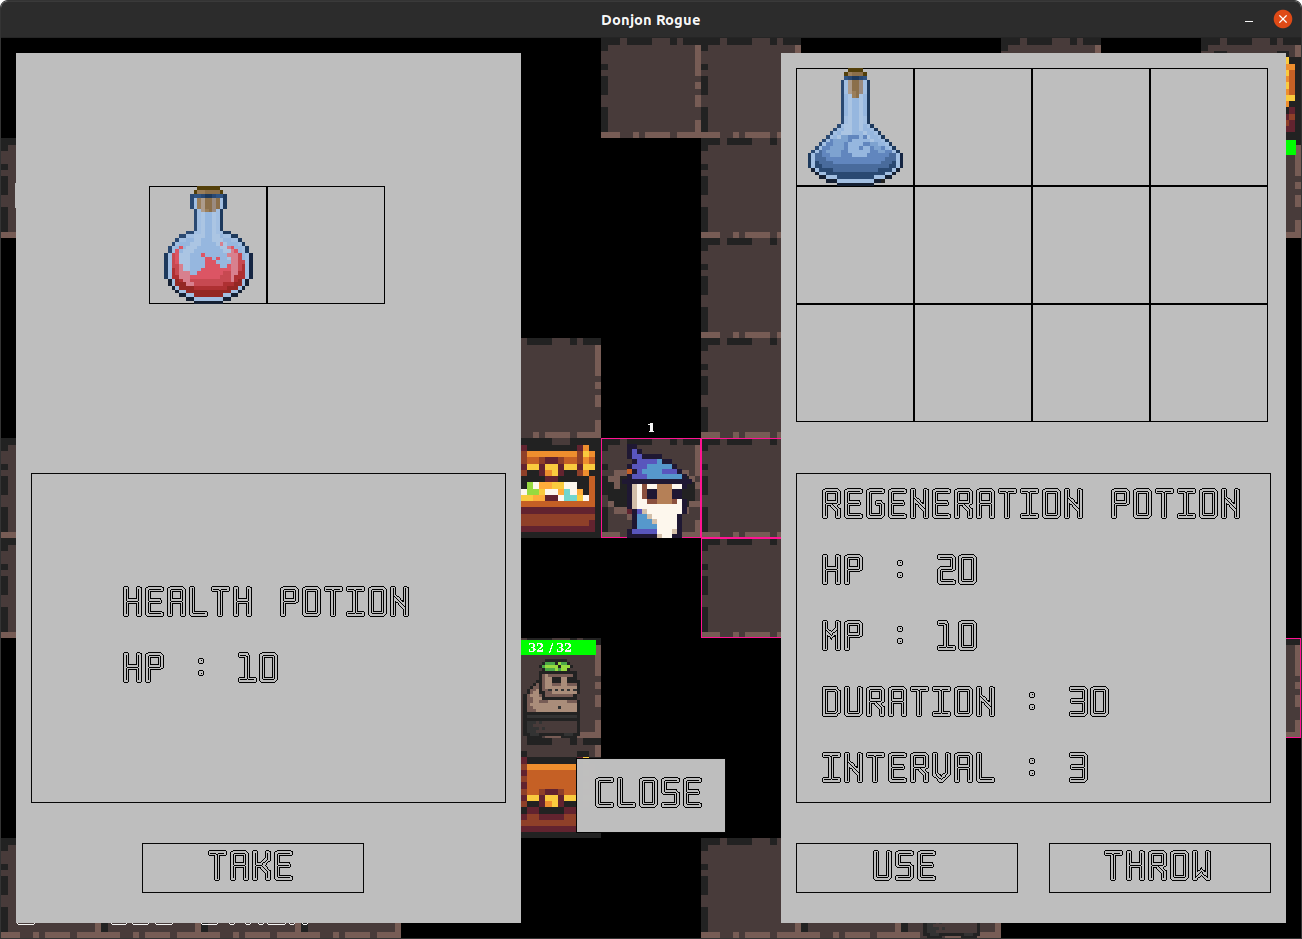 Donjon Rogue
1
HEALTH POTION
HP : 10
TAKE
32 / 32
CLOSE
REGENERATION POTION
HP : 20
MP : 10
DURATION : 30
INTERVAL : 3
USE
THROW